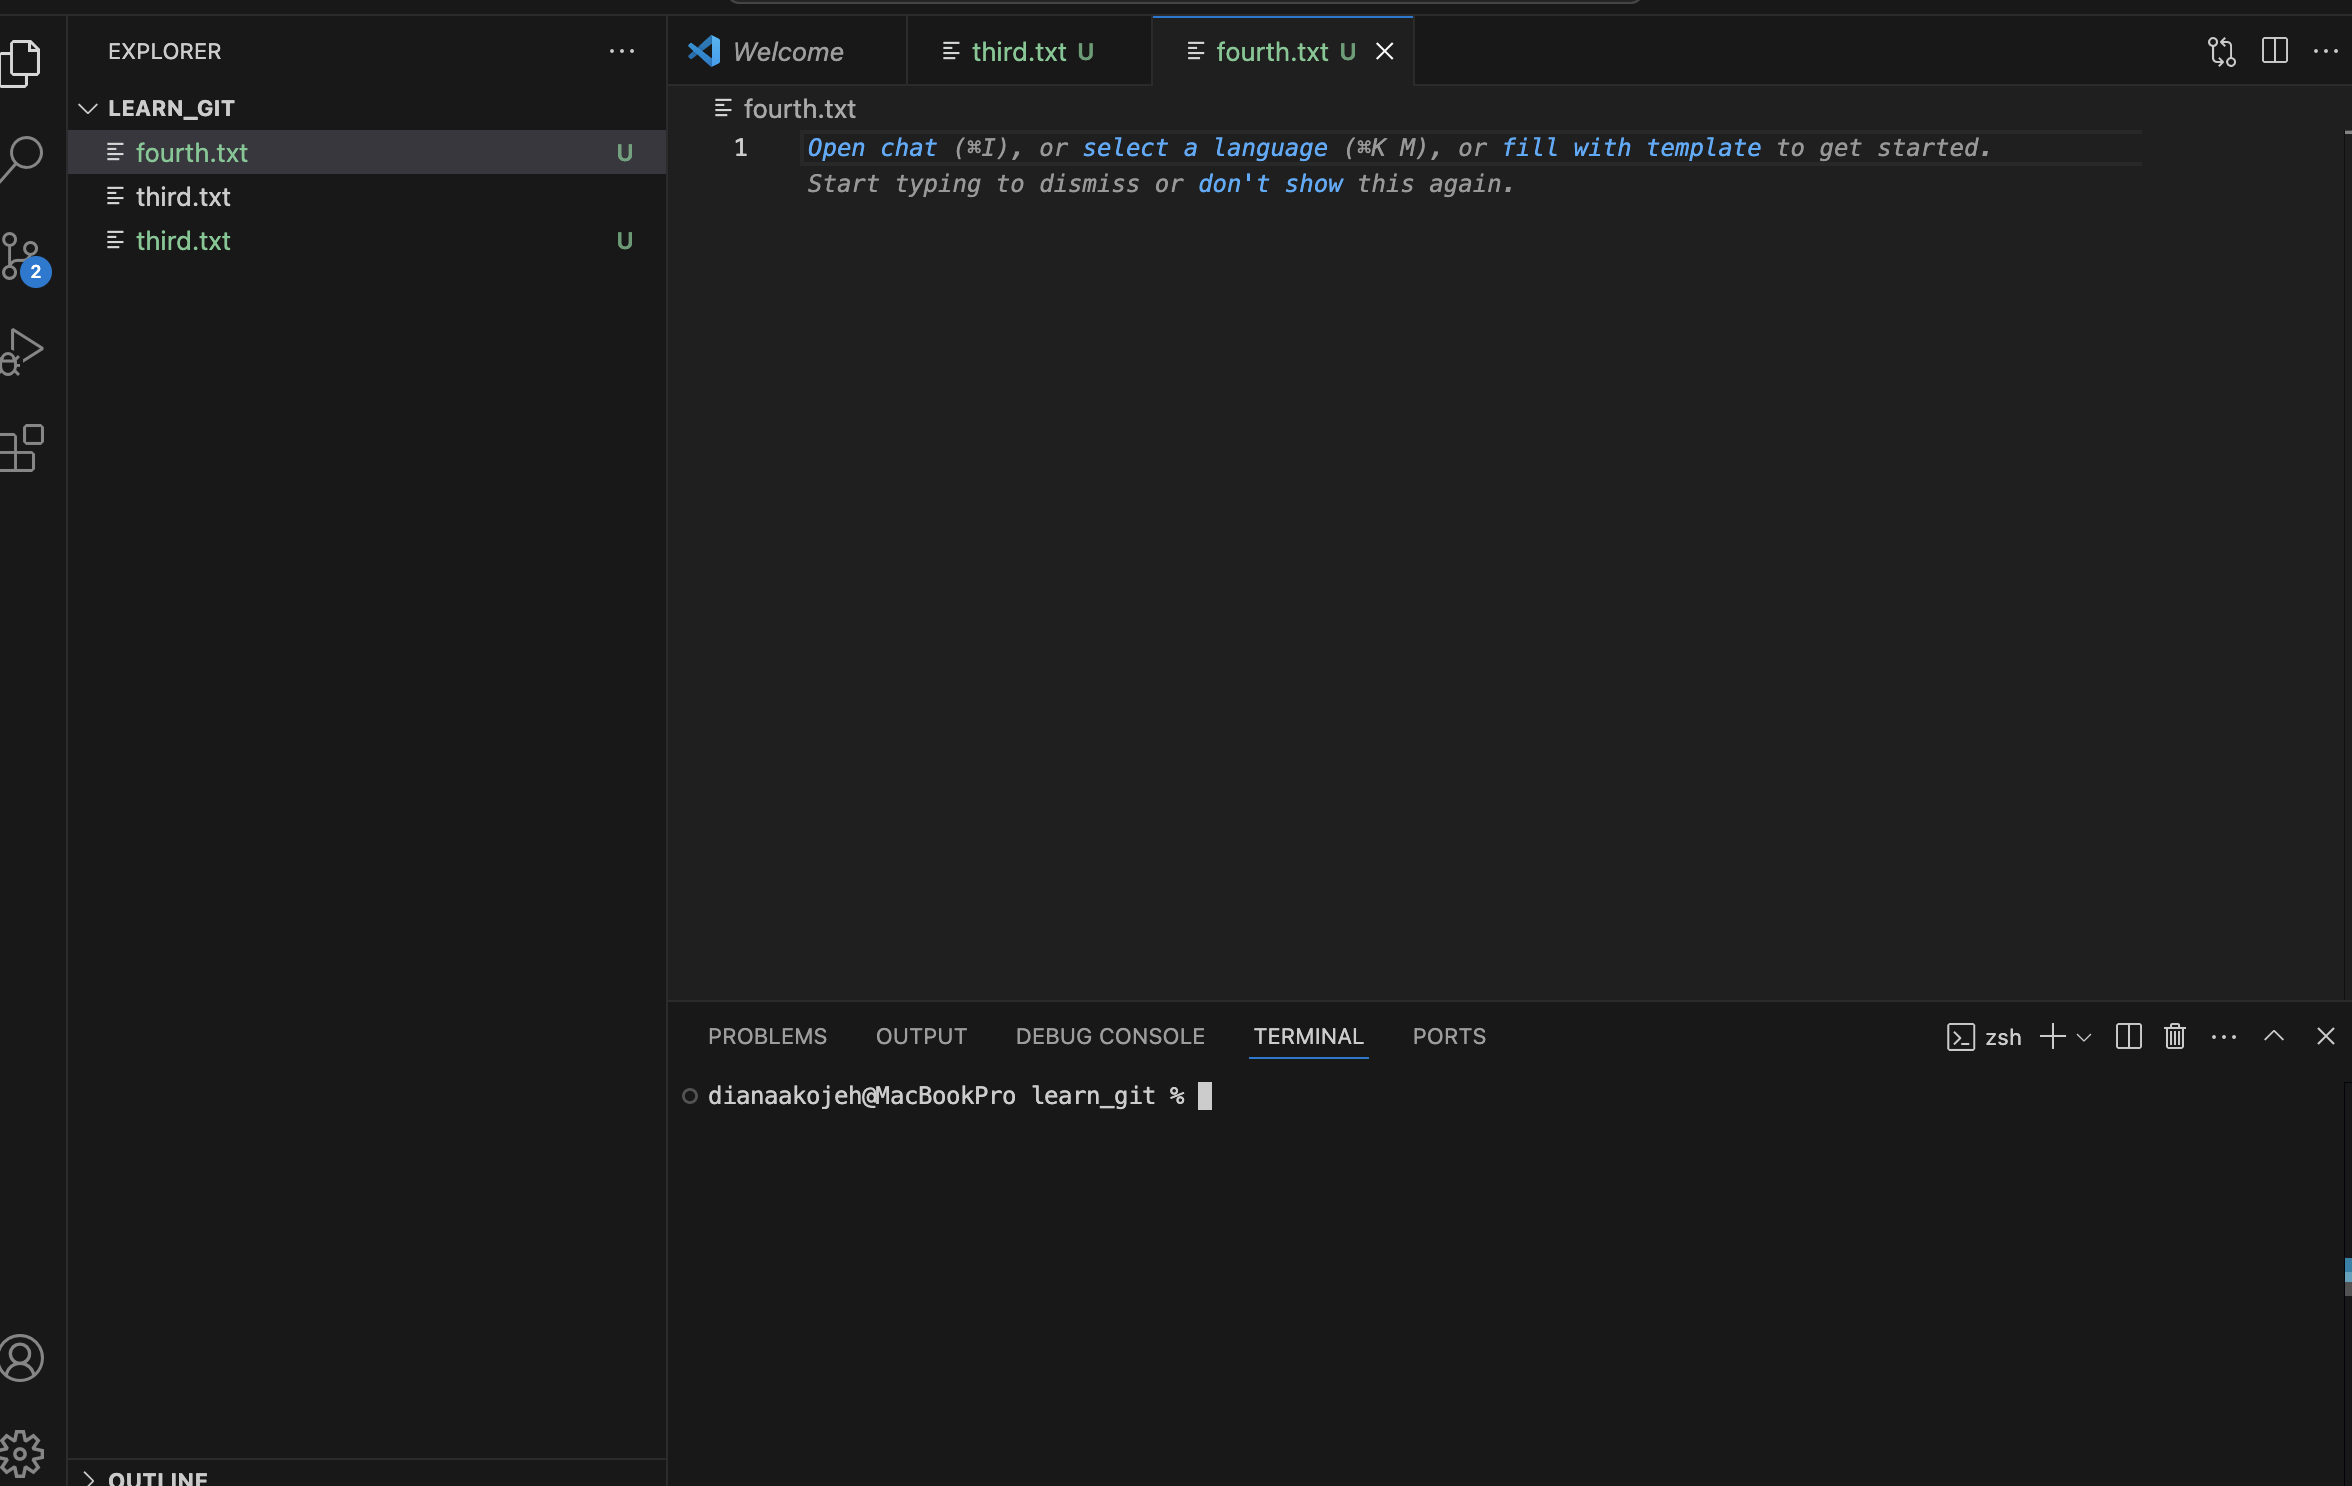 EXPLORER
LEARN_GIT
fourth.txt U
third.txt
third.txt U
2
OUTLINE
Welcome
third.txt U
fourth.txt U
fourth.txt
1 Open chat (⌘I), or select a language (⌘K M), or fill with template to get started.
Start typing to dismiss or don't show this again.
PROBLEMS OUTPUT DEBUG CONSOLE TERMINAL PORTS
zsh
dianaakojeh@MacBookPro learn_git %